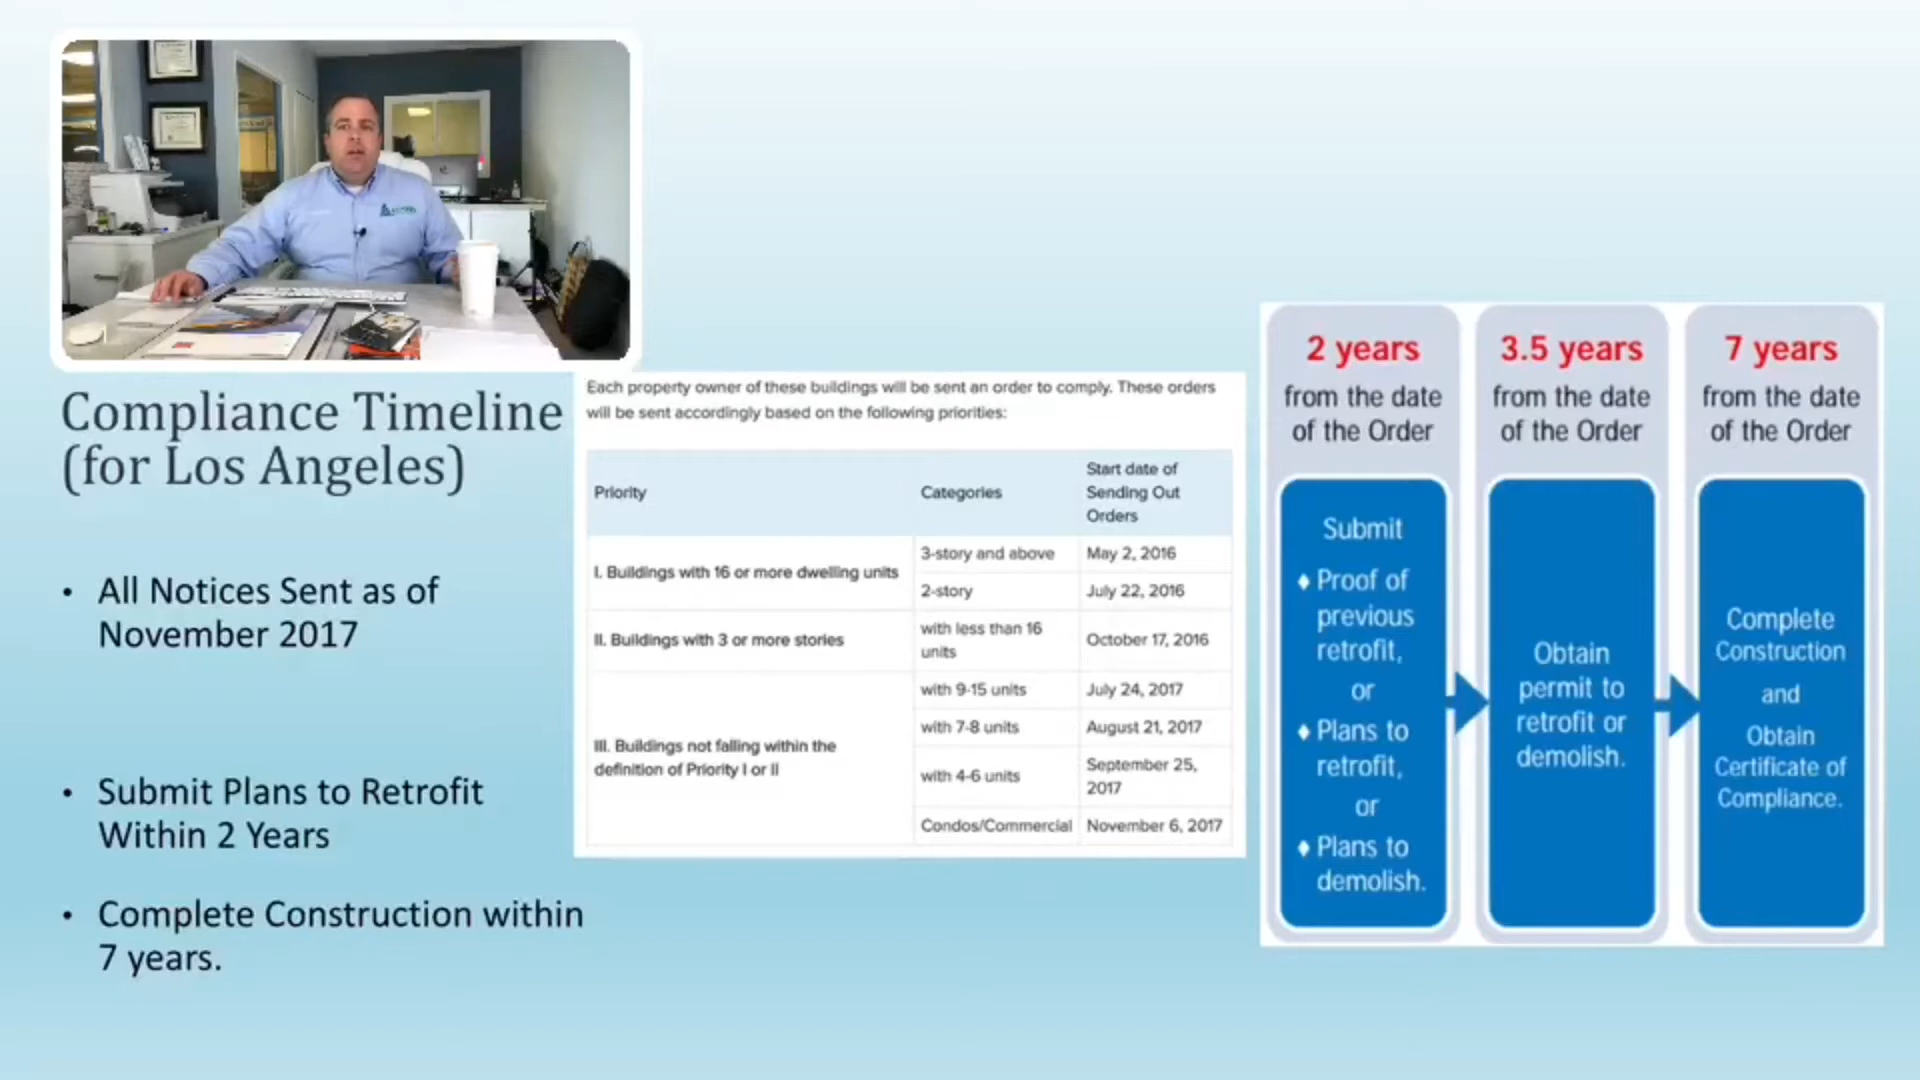 Compliance Timeline
(for Los Angeles)
• All Notices Sent as of
November 2017
• Submit Plans to Retrofit
Within 2 Years
• Complete Construction within
7 years.
Each property owner of these buildings will be sent an order to comply. These orders
will be sent accordingly based on the following priorities:
Priority
Categories
Start date of
Sending Out
Orders
I. Buildings with 16 or more dwelling units
3-story and above
May 2, 2016
2-story
July 22, 2016
II. Buildings with 3 or more stories
with less than 16
units
October 17, 2016
III. Buildings not falling within the
definition of Priority I or II
with 9-15 units
July 24, 2017
with 7-8 units
August 21, 2017
with 4-6 units
September 25,
2017
Condos/Commercial
November 6, 2017
2 years
from the date
of the Order
Submit
♦ Proof of
previous
retrofit,
or
♦ Plans to
retrofit,
or
♦ Plans to
demolish.
3.5 years
from the date
of the Order
Obtain
permit to
retrofit or
demolish.
7 years
from the date
of the Order
Complete
Construction
and
Obtain
Certificate of
Compliance.